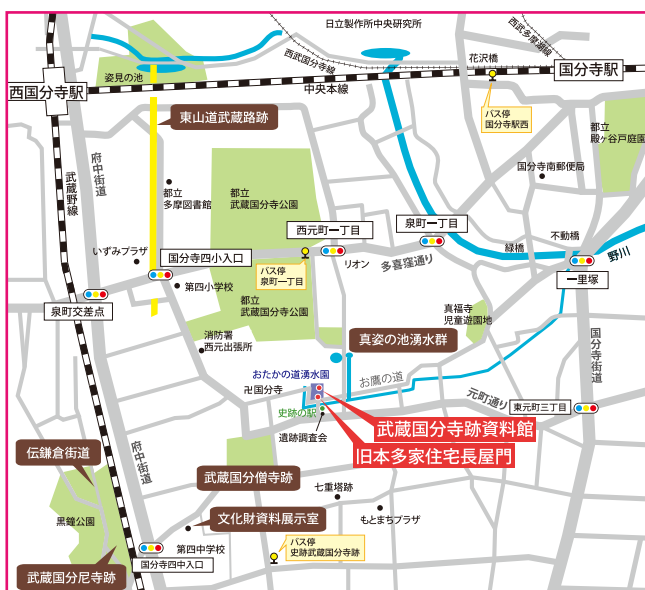 日立製作所中央研究所
西武多摩湖線
西武国分寺線
花沢橋
姿見の池
西国分寺駅
国分寺駅
中央本線
バス停
国分寺駅西
東山道武蔵路跡
都立
殿ヶ谷戸庭園
府中街道
武蔵野線
国分寺南郵便局
都立
多摩図書館
都立
武蔵国分寺公園
西元町一丁目
泉町一丁目
不動橋
いずみプラザ
国分寺四小入口
リオン
多喜窪通り
緑橋
野川
バス停
泉町一丁目
第四小学校
一里塚
泉町交差点
都立
武蔵国分寺公園
真福寺
児童遊園地
消防署
西元出張所
真姿の池湧水群
国分寺街道
おたかの道湧水園
お鷹の道
卍国分寺
元町通り
史跡の駅
東元町三丁目
遺跡調査会
武蔵国分寺跡資料館
旧本多家住宅長屋門
伝鎌倉街道
府中街道
武蔵国分僧寺跡
七重塔跡
黒鐘公園
文化財資料展示室
もとまちプラザ
第四中学校
バス停
史跡武蔵国分寺跡
国分寺四中入口
武蔵国分尼寺跡